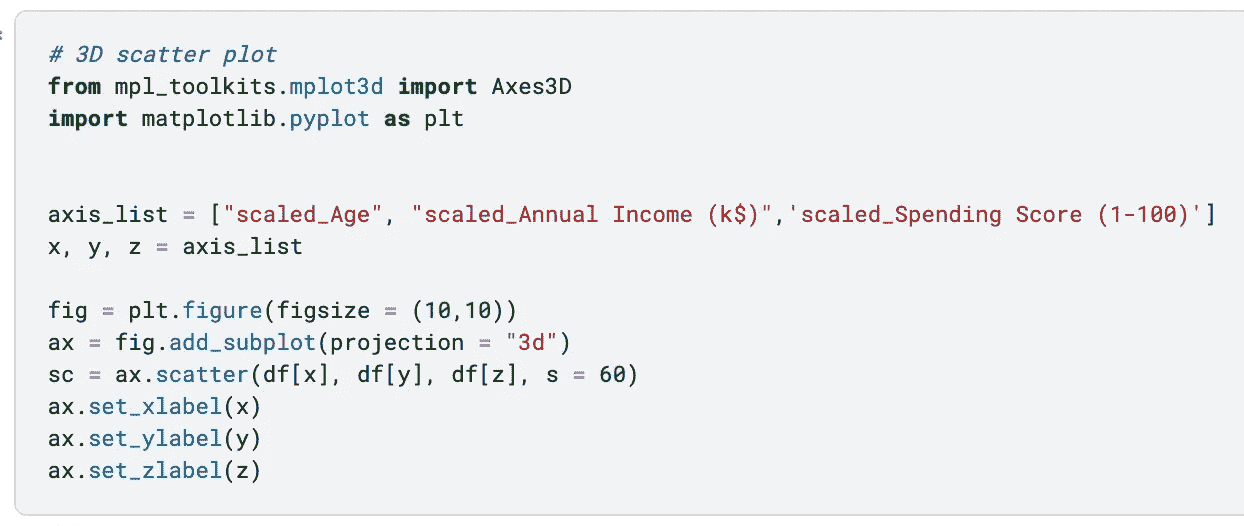 # 3D scatter plot
from mpl_toolkits.mplot3d import Axes3D
import matplotlib.pyplot as plt
axis_list = ["scaled_Age", "scaled_Annual Income (k$)",'scaled_Spending Score (1-100)']
x, y, z = axis_list
fig = plt.figure(figsize = (10,10))
ax = fig.add_subplot(projection = "3d")
sc = ax.scatter(df[x], df[y], df[z], s = 60)
ax.set_xlabel(x)
ax.set_ylabel(y)
ax.set_zlabel(z)